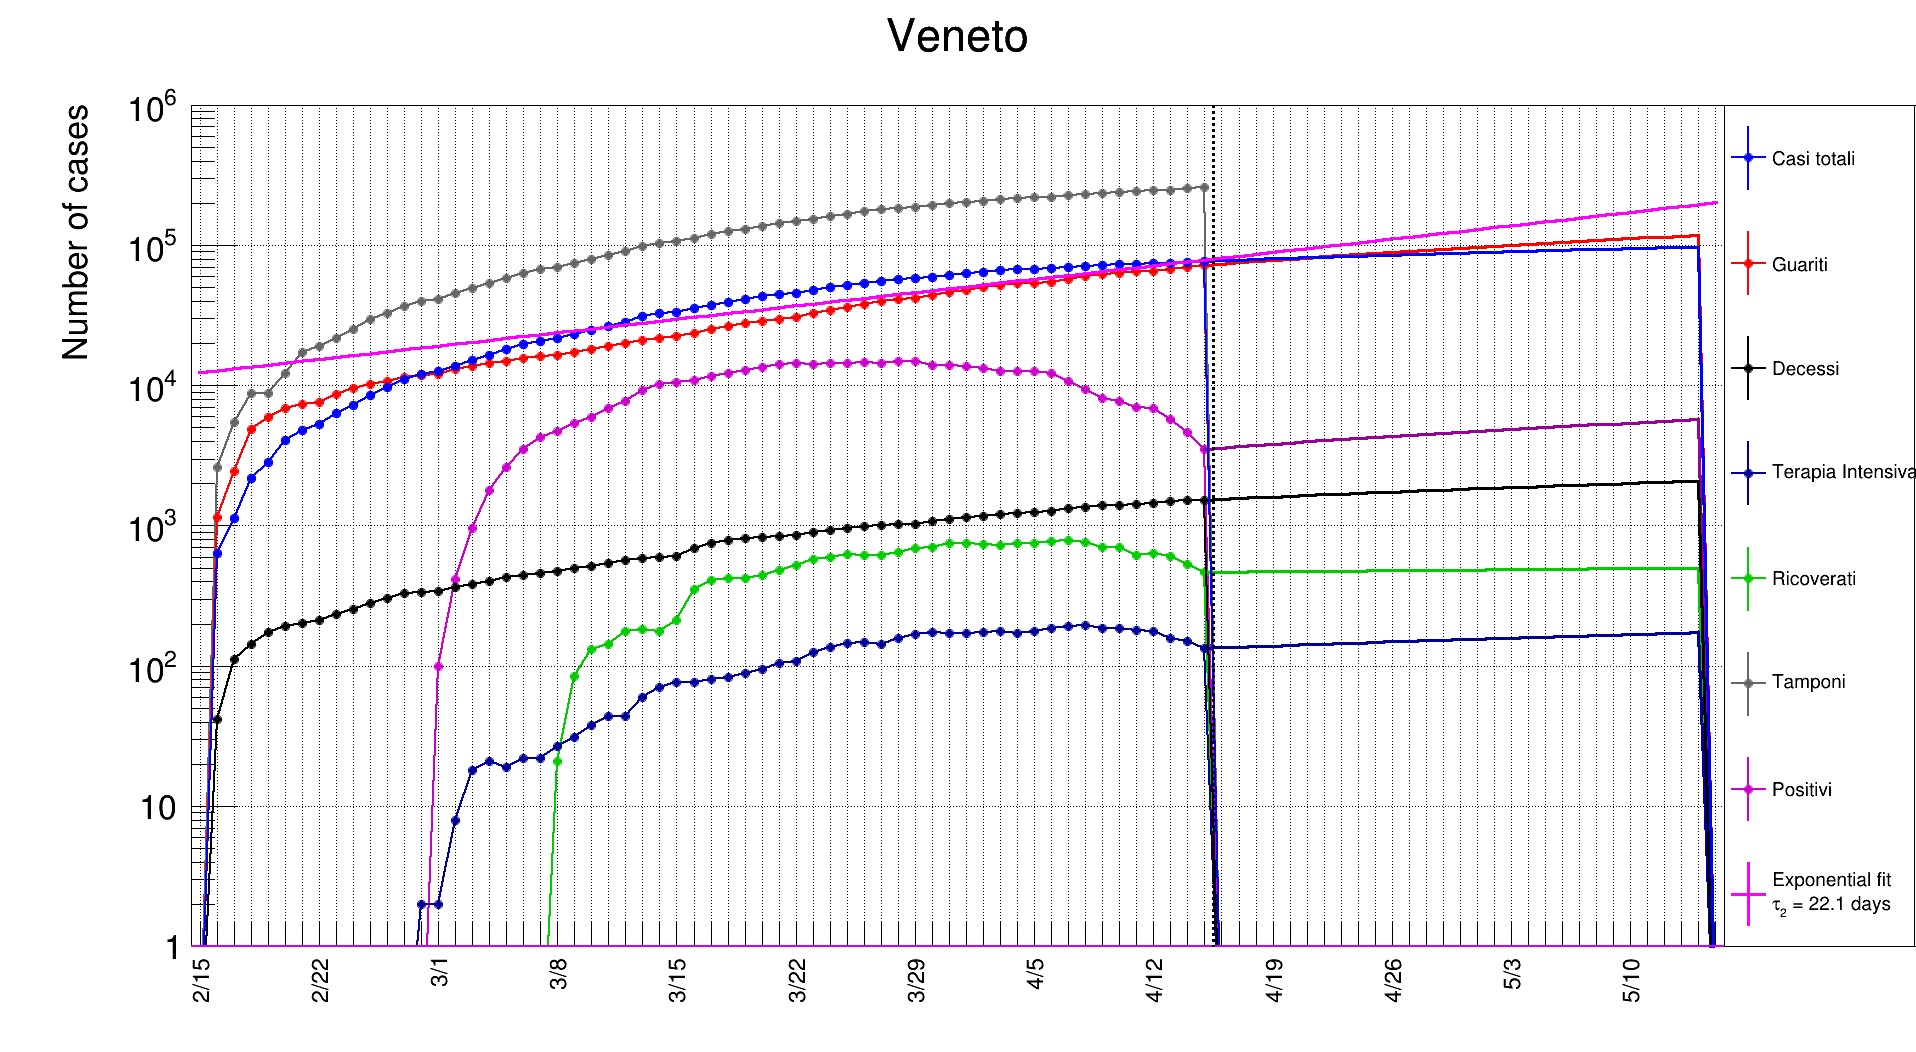 Veneto
Number of cases
10^6
10^5
10^4
10^3
10^2
10
1
2/15
2/22
3/1
3/8
3/15
3/22
3/29
4/5
4/12
4/19
4/26
5/3
5/10
Casi totali
Guariti
Decessi
Terapia Intensiva
Ricoverati
Tamponi
Positivi
Exponential fit
τ₂ = 22.1 days